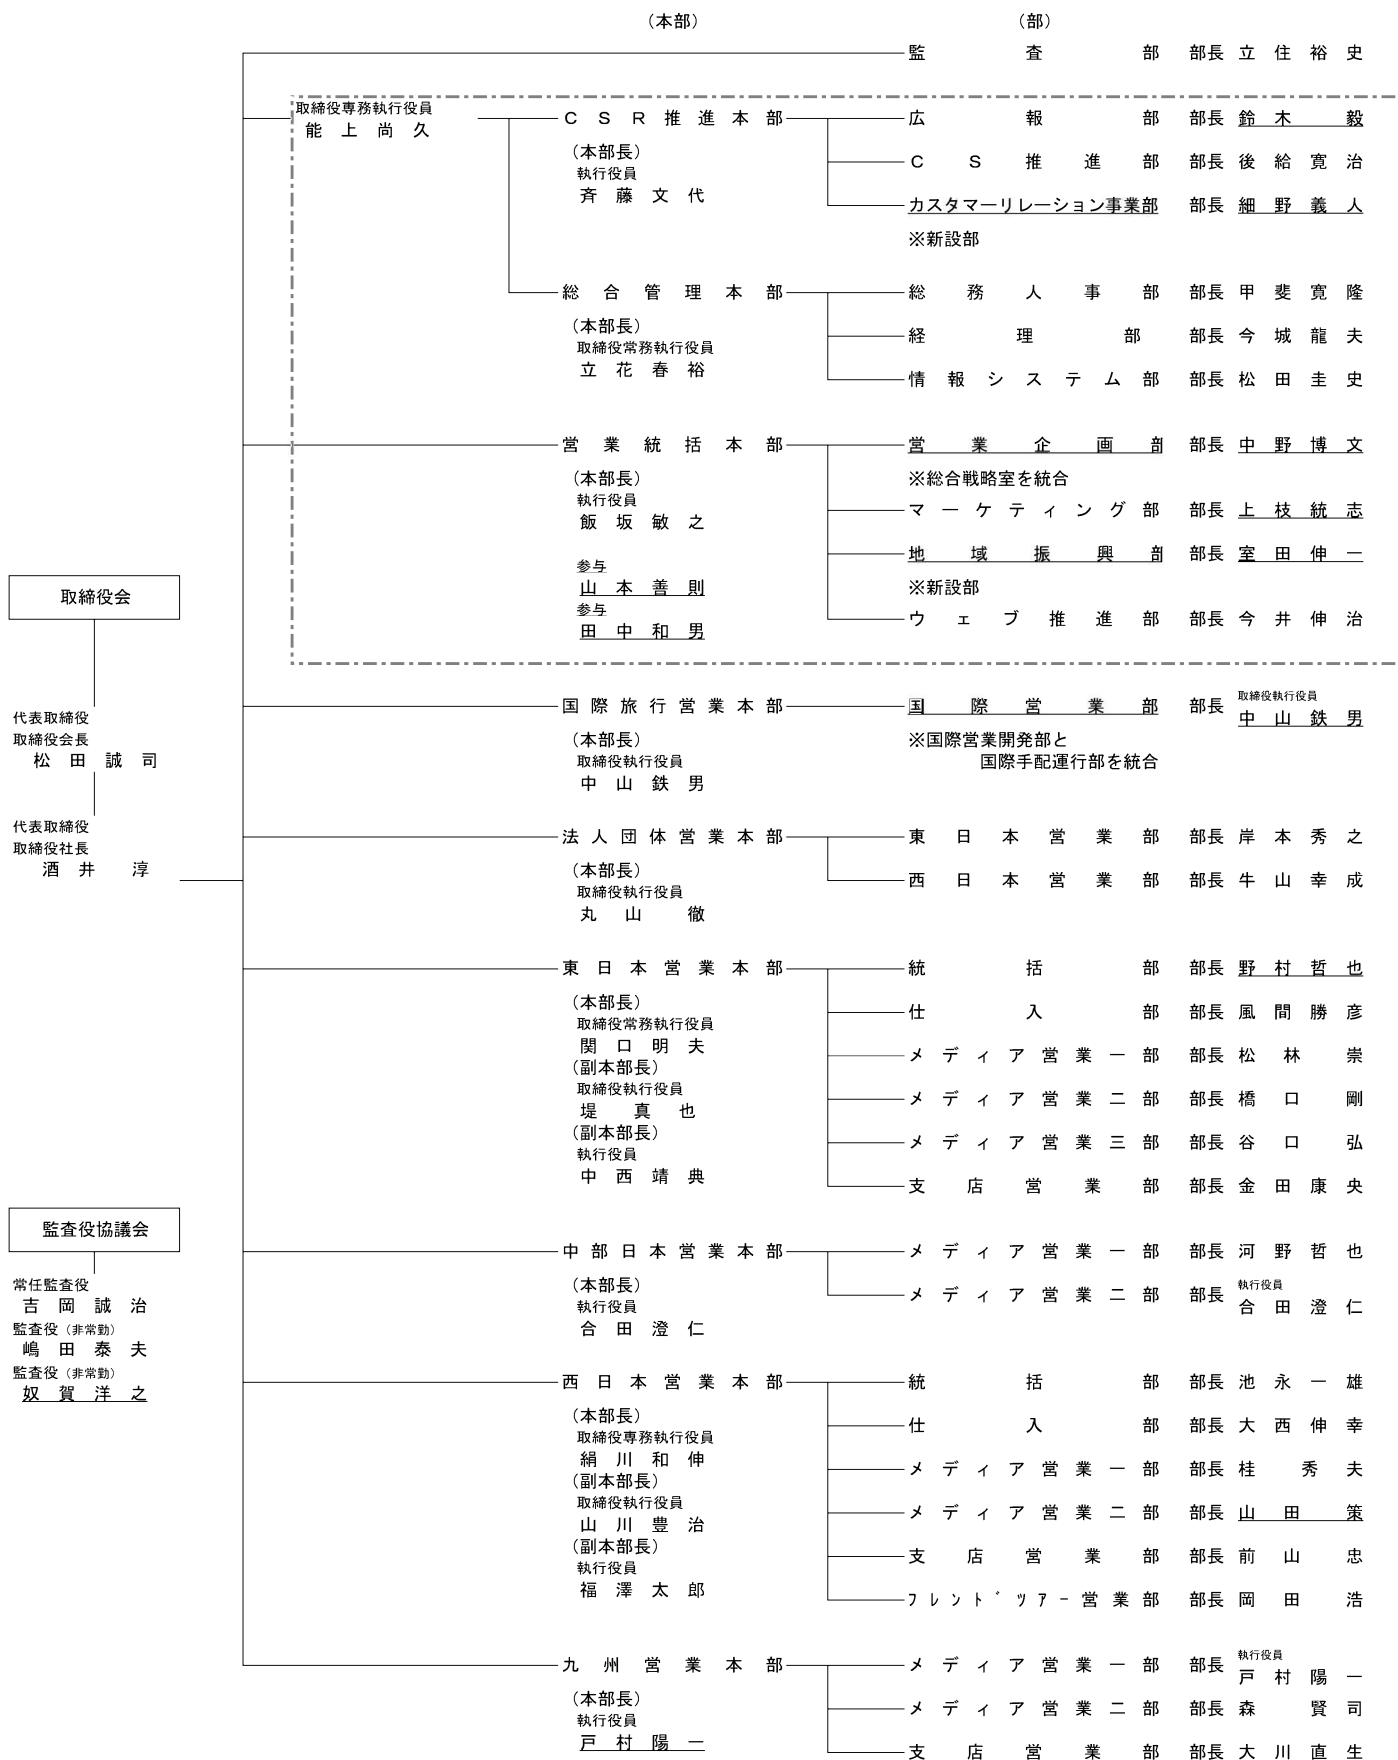 （本部） （部）
監査部 部長 立住裕史
取締役専務執行役員
能上尚久
ＣＳＲ推進本部 広報部 部長 鈴木毅
（本部長）
執行役員
斉藤文代
ＣＳ推進部 部長 後給寛治
カスタマーリレーション事業部 部長 細野義人
※新設部
総合管理本部 総務人事部 部長 甲斐寛隆
（本部長）
取締役常務執行役員
立花春裕
経理部 部長 今城龍夫
情報システム部 部長 松田圭史
営業統括本部 営業企画部 部長 中野博文
（本部長）
執行役員
飯坂敏之
参与
山本善則
参与
田中和男
※総合戦略室を統合
マーケティング部 部長 上枝統志
地域振興部 部長 室田伸一
※新設部
ウェブ推進部 部長 今井伸治
取締役会
代表取締役
取締役会長
松田誠司
代表取締役
取締役社長
酒井淳
国際旅行営業本部 国際営業部 部長 取締役執行役員
中山鉄男
（本部長）
取締役執行役員
中山鉄男
※国際営業開発部と
国際手配運行部を統合
法人団体営業本部 東日本営業部 部長 岸本秀之
（本部長）
取締役執行役員
丸山徹
西日本営業部 部長 牛山幸成
東日本営業本部 統括部 部長 野村哲也
（本部長）
取締役常務執行役員
関口明夫
（副本部長）
取締役執行役員
堤真也
（副本部長）
執行役員
中西靖典
仕入部 部長 風間勝彦
メディア営業一部 部長 松林崇
メディア営業二部 部長 橋口剛
メディア営業三部 部長 谷口弘
支店営業部 部長 金田康央
監査役協議会
常任監査役
吉岡誠治
監査役（非常勤）
嶋田泰夫
監査役（非常勤）
奴賀洋之
中部日本営業本部 メディア営業一部 部長 河野哲也
（本部長）
執行役員
合田澄仁
メディア営業二部 部長 執行役員
合田澄仁
西日本営業本部 統括部 部長 池永一雄
（本部長）
取締役専務執行役員
絹川和伸
（副本部長）
取締役執行役員
山川豊治
（副本部長）
執行役員
福澤太郎
仕入部 部長 大西伸幸
メディア営業一部 部長 桂秀夫
メディア営業二部 部長 山田策
支店営業部 部長 前山忠
ﾌﾚﾝﾄﾞﾂｱｰ営業部 部長 岡田浩
九州営業本部 メディア営業一部 部長 執行役員
戸村陽一
（本部長）
執行役員
戸村陽一
メディア営業二部 部長 森賢司
支店営業部 部長 大川直生